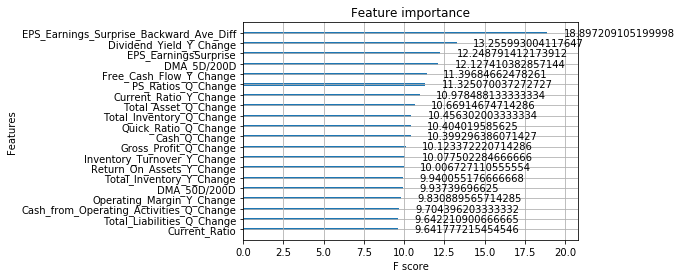 Feature importance
EPS_Earnings_Surprise_Backward_Ave_Diff 18.897209105199998
Dividend_Yield_Y_Change 13.255993004117647
EPS_EarningsSurprise 12.248791412173912
DMA_5D/200D 12.127410382857144
Free_Cash_Flow_Y_Change 11.39684662478261
PS_Ratios_Q_Change 11.325070037272727
Current_Ratio_Y_Change 10.978488133333334
Total_Asset_Q_Change 10.66914674714286
Total_Inventory_Q_Change 10.456302003333334
Quick_Ratio_Q_Change 10.404019585625
Cash_Q_Change 10.399296386071427
Gross_Profit_Q_Change 10.123372220714286
Inventory_Turnover_Y_Change 10.077502284666666
Return_On_Assets_Y_Change 10.006727110555554
Total_Inventory_Y_Change 9.940055176666668
DMA_50D/200D 9.93739696625
Operating_Margin_Y_Change 9.830889565714285
Cash_from_Operating_Activities_Q_Change 9.704396203333332
Total_Liabilities_Q_Change 9.642210900666665
Current_Ratio 9.641777215454546
Features
0.0 2.5 5.0 7.5 10.0 12.5 15.0 17.5 20.0
F score